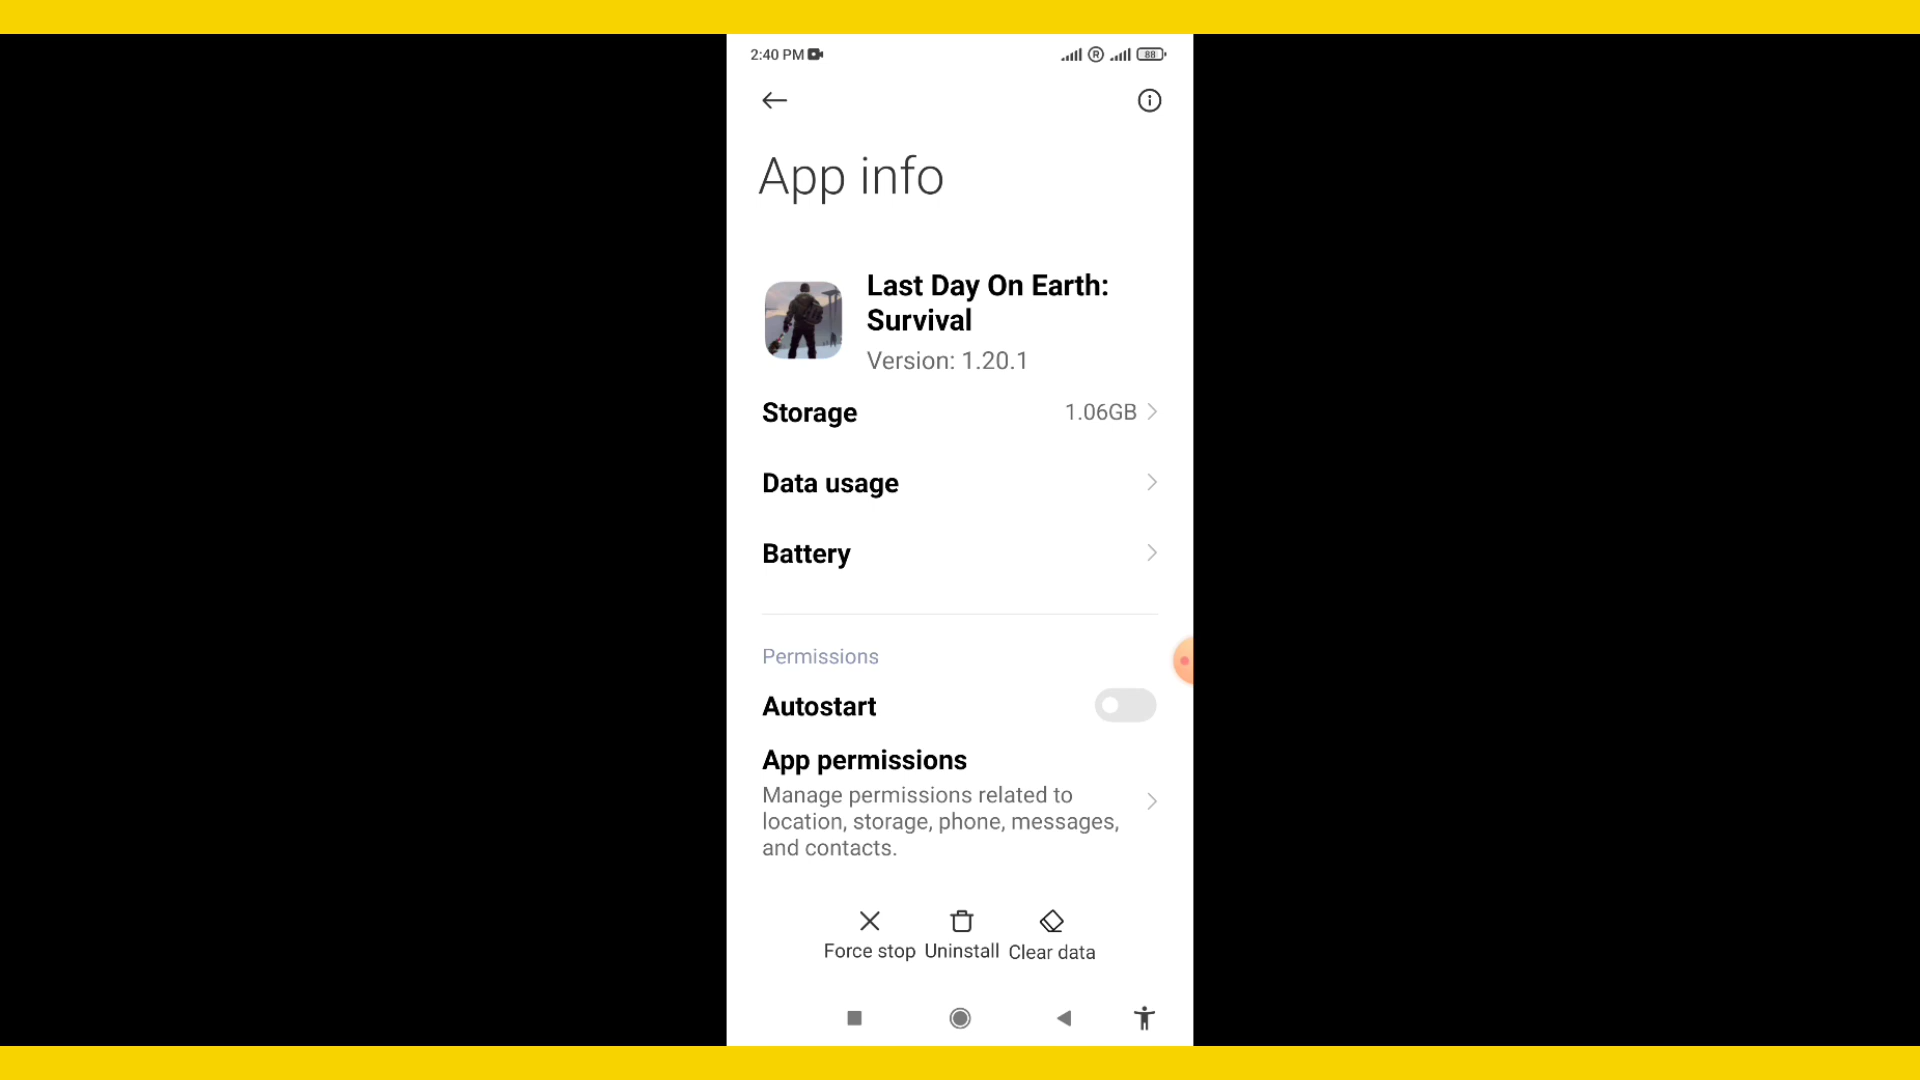 2:40 PM
R
88
App info
Last Day On Earth:
Survival
Version: 1.20.1
Storage
1.06GB
Data usage
Battery
Permissions
Autostart
App permissions
Manage permissions related to
location, storage, phone, messages,
and contacts.
Force stop
Uninstall
Clear data